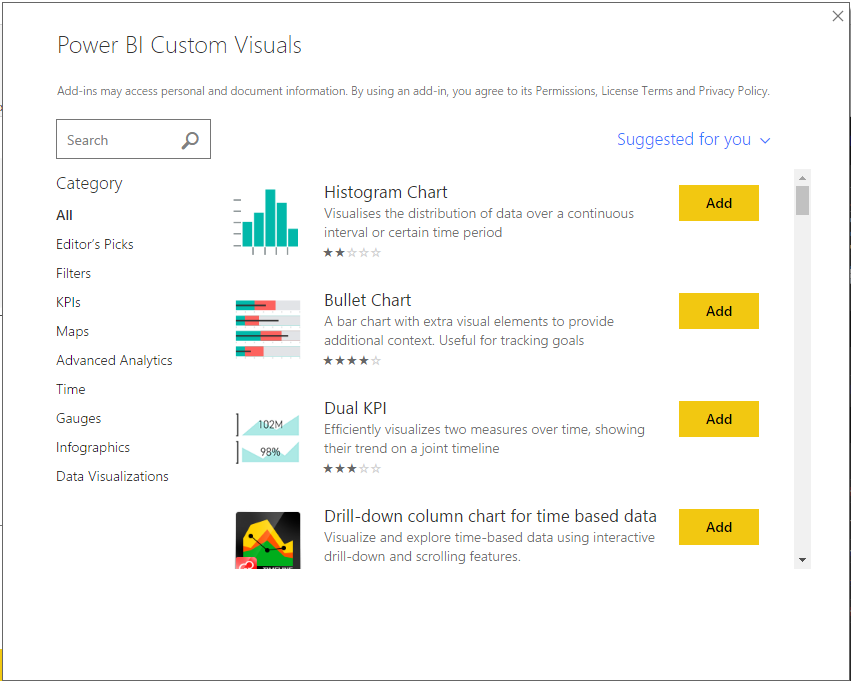 Power BI Custom Visuals
Add-ins may access personal and document information. By using an add-in, you agree to its Permissions, License Terms and Privacy Policy.
Search
Suggested for you
Category
All
Editor's Picks
Filters
KPIs
Maps
Advanced Analytics
Time
Gauges
Infographics
Data Visualizations
Histogram Chart
Visualises the distribution of data over a continuous
interval or certain time period
Add
Bullet Chart
A bar chart with extra visual elements to provide
additional context. Useful for tracking goals
Add
102M
98%
Dual KPI
Efficiently visualizes two measures over time, showing
their trend on a joint timeline
Add
Drill-down column chart for time based data
Visualize and explore time-based data using interactive
drill-down and scrolling features.
Add